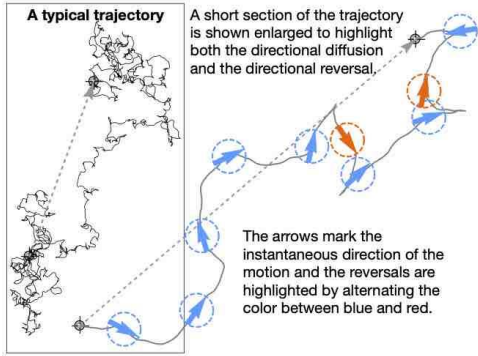 A typical trajectory
A short section of the trajectory
is shown enlarged to highlight
both the directional diffusion
and the directional reversal.
The arrows mark the
instantaneous direction of the
motion and the reversals are
highlighted by alternating the
color between blue and red.